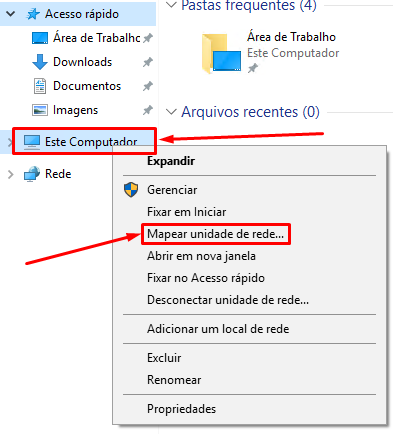 Acesso rápido
Área de Trabalho
Downloads
Documentos
Imagens
Este Computador
Rede
Pastas frequentes (4)
Área de Trabalho
Este Computador
Arquivos recentes (0)
Expandir
Gerenciar
Fixar em Iniciar
Mapear unidade de rede...
Abrir em nova janela
Fixar no Acesso rápido
Desconectar unidade de rede...
Adicionar um local de rede
Excluir
Renomear
Propriedades